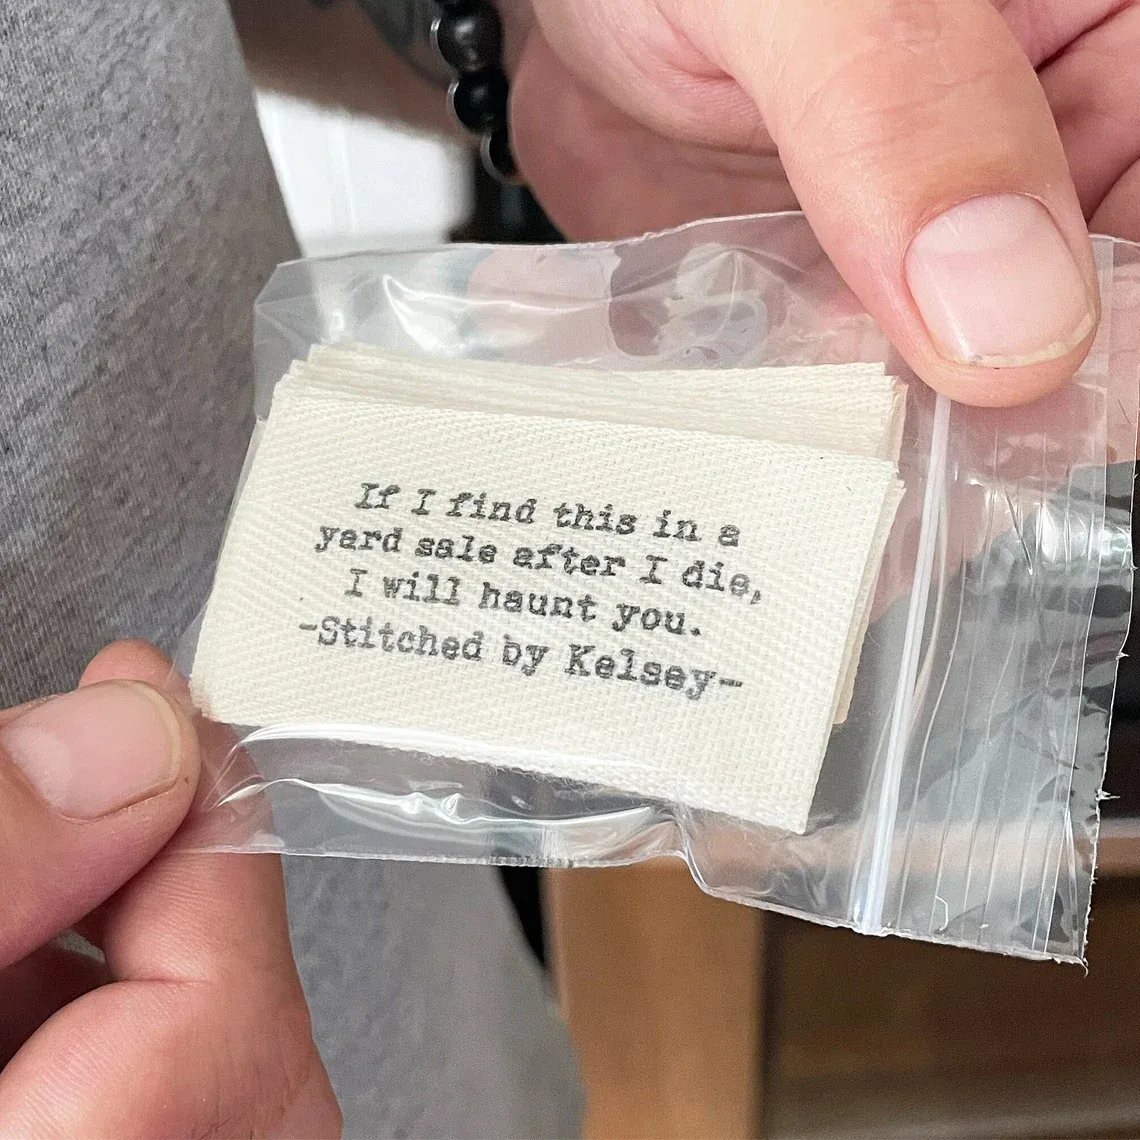 If I find this in a
yard sale after I die,
I will haunt you.
-Stitched by Kelsey-